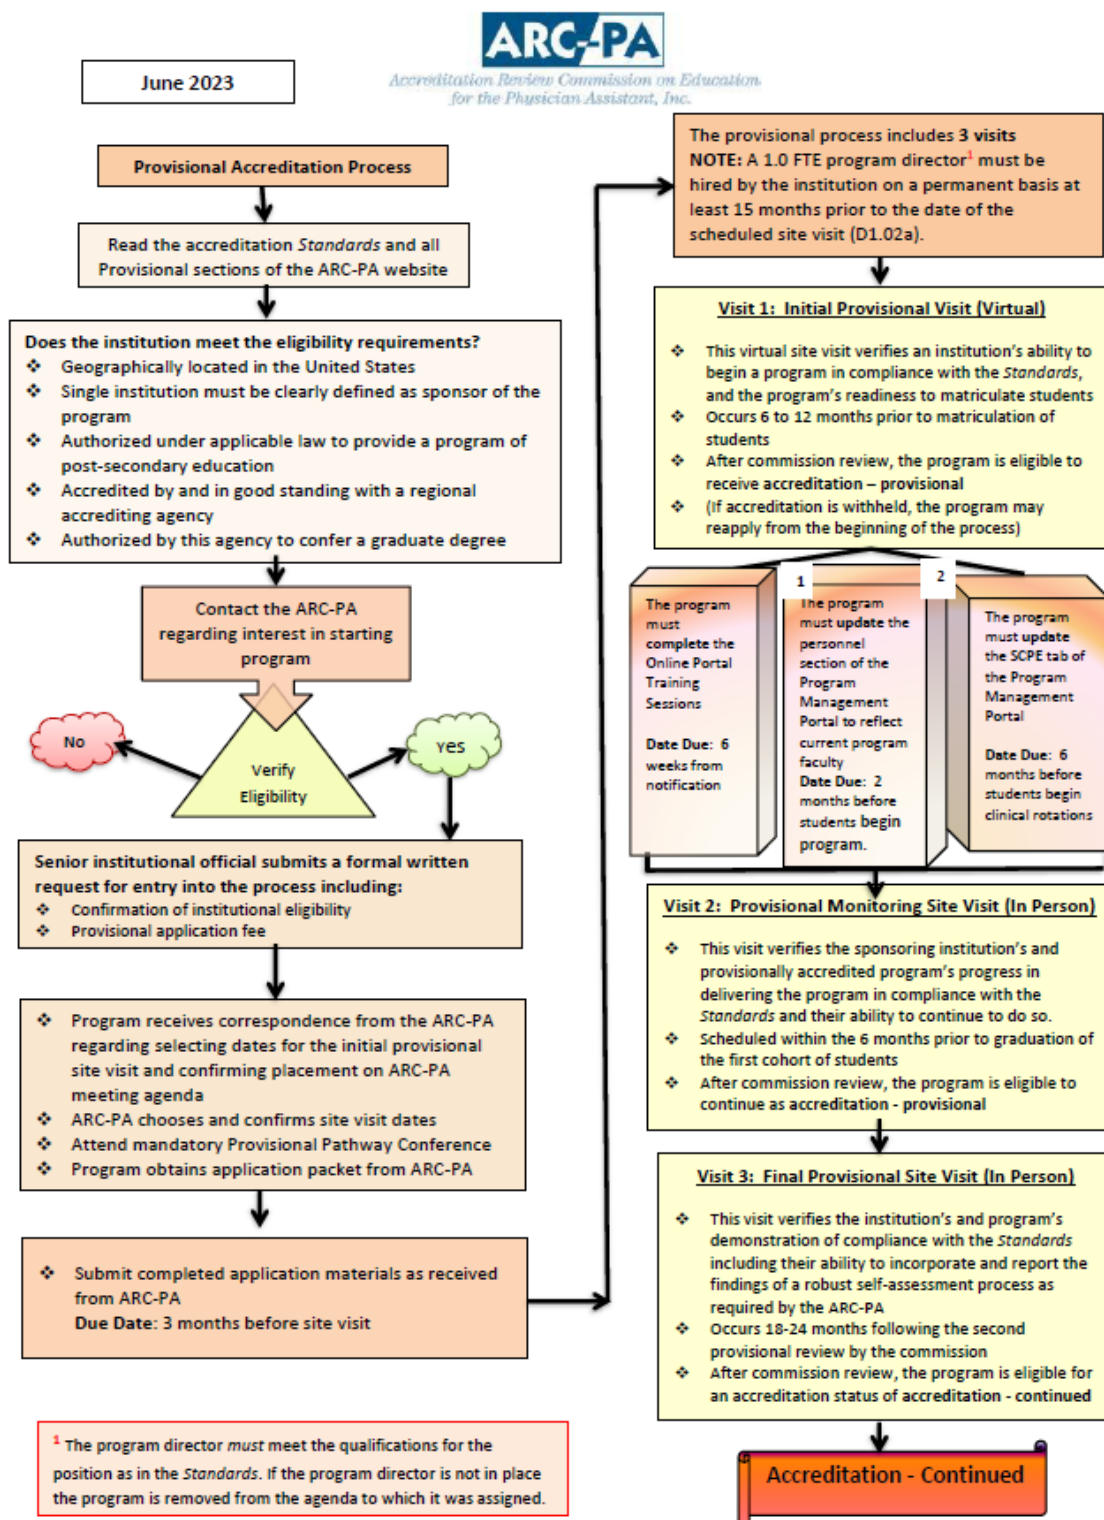 ARC-PA
Accreditation Review Commission on Education
for the Physician Assistant, Inc.
June 2023
Provisional Accreditation Process
Read the accreditation Standards and all
Provisional sections of the ARC-PA website
Does the institution meet the eligibility requirements?
❖ Geographically located in the United States
❖ Single institution must be clearly defined as sponsor of the
program
❖ Authorized under applicable law to provide a program of
post-secondary education
❖ Accredited by and in good standing with a regional
accrediting agency
❖ Authorized by this agency to confer a graduate degree
Contact the ARC-PA
regarding interest in starting
program
No
yes
Verify
Eligibility
Senior institutional official submits a formal written
request for entry into the process including:
❖ Confirmation of institutional eligibility
❖ Provisional application fee
❖ Program receives correspondence from the ARC-PA
regarding selecting dates for the initial provisional
site visit and confirming placement on ARC-PA
meeting agenda
❖ ARC-PA chooses and confirms site visit dates
❖ Attend mandatory Provisional Pathway Conference
❖ Program obtains application packet from ARC-PA
❖ Submit completed application materials as received
from ARC-PA
Due Date: 3 months before site visit
1 The program director must meet the qualifications for the
position as in the Standards. If the program director is not in place
the program is removed from the agenda to which it was assigned.
The provisional process includes 3 visits
NOTE: A 1.0 FTE program director1 must be
hired by the institution on a permanent basis at
least 15 months prior to the date of the
scheduled site visit (D1.02a).
Visit 1: Initial Provisional Visit (Virtual)
❖ This virtual site visit verifies an institution's ability to
begin a program in compliance with the Standards,
and the program's readiness to matriculate students
❖ Occurs 6 to 12 months prior to matriculation of
students
❖ After commission review, the program is eligible to
receive accreditation – provisional
❖ (If accreditation is withheld, the program may
reapply from the beginning of the process)
1
2
The program
must
complete the
Online Portal
Training
Sessions
Date Due: 6
weeks from
notification
The program
must update the
personnel
section of the
Program
Management
Portal to reflect
current program
faculty
Date Due: 2
months before
students begin
program.
The program
must update
the SCPE tab of
the Program
Management
Portal
Date Due: 6
months before
students begin
clinical rotations
Visit 2: Provisional Monitoring Site Visit (In Person)
❖ This visit verifies the sponsoring institution's and
provisionally accredited program's progress in
delivering the program in compliance with the
Standards and their ability to continue to do so.
❖ Scheduled within the 6 months prior to graduation of
the first cohort of students
❖ After commission review, the program is eligible to
continue as accreditation - provisional
Visit 3: Final Provisional Site Visit (In Person)
❖ This visit verifies the institution's and program's
demonstration of compliance with the Standards
including their ability to incorporate and report the
findings of a robust self-assessment process as
required by the ARC-PA
❖ Occurs 18-24 months following the second
provisional review by the commission
❖ After commission review, the program is eligible for
an accreditation status of accreditation - continued
Accreditation - Continued